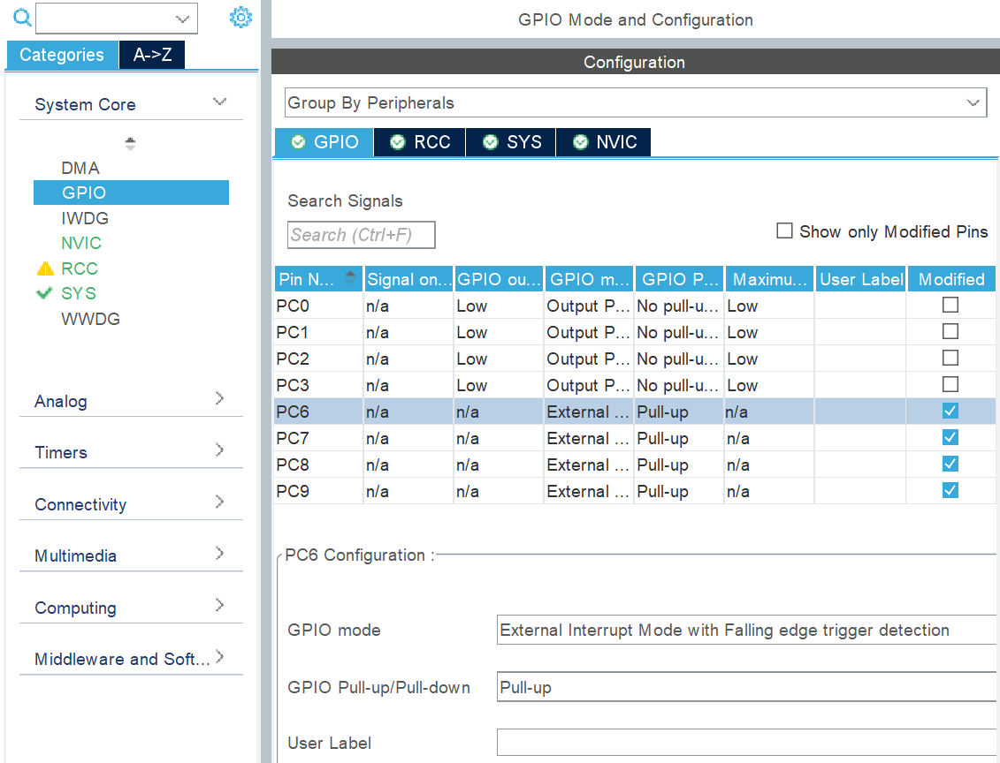 GPIO Mode and Configuration
Categories A->Z
Configuration
System Core
Group By Peripherals
GPIO RCC SYS NVIC
DMA
GPIO
IWDG
NVIC
RCC
SYS
WWDG
Analog
Timers
Connectivity
Multimedia
Computing
Middleware and Soft...
Search Signals
Search (Ctrl+F)
Show only Modified Pins
Pin N... Signal on... GPIO ou... GPIO m... GPIO P... Maximu... User Label Modified
PC0 n/a Low Output P... No pull-u... Low
PC1 n/a Low Output P... No pull-u... Low
PC2 n/a Low Output P... No pull-u... Low
PC3 n/a Low Output P... No pull-u... Low
PC6 n/a n/a External ... Pull-up n/a
PC7 n/a n/a External ... Pull-up n/a
PC8 n/a n/a External ... Pull-up n/a
PC9 n/a n/a External ... Pull-up n/a
PC6 Configuration :
GPIO mode External Interrupt Mode with Falling edge trigger detection
GPIO Pull-up/Pull-down Pull-up
User Label